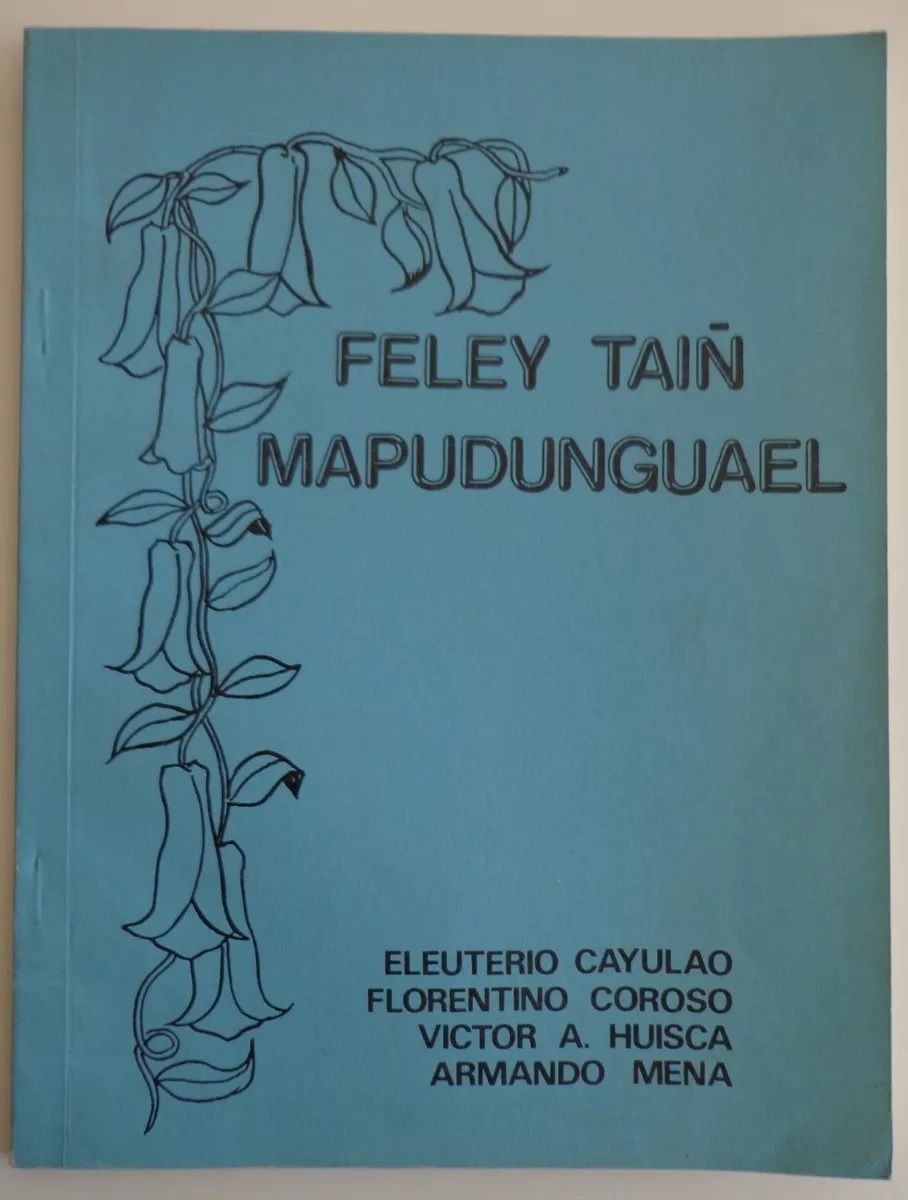 FELEY TAIÑ
MAPUDUNGUAEL
ELEUTERIO CAYULAO
FLORENTINO COROSO
VICTOR A. HUISCA
ARMANDO MENA